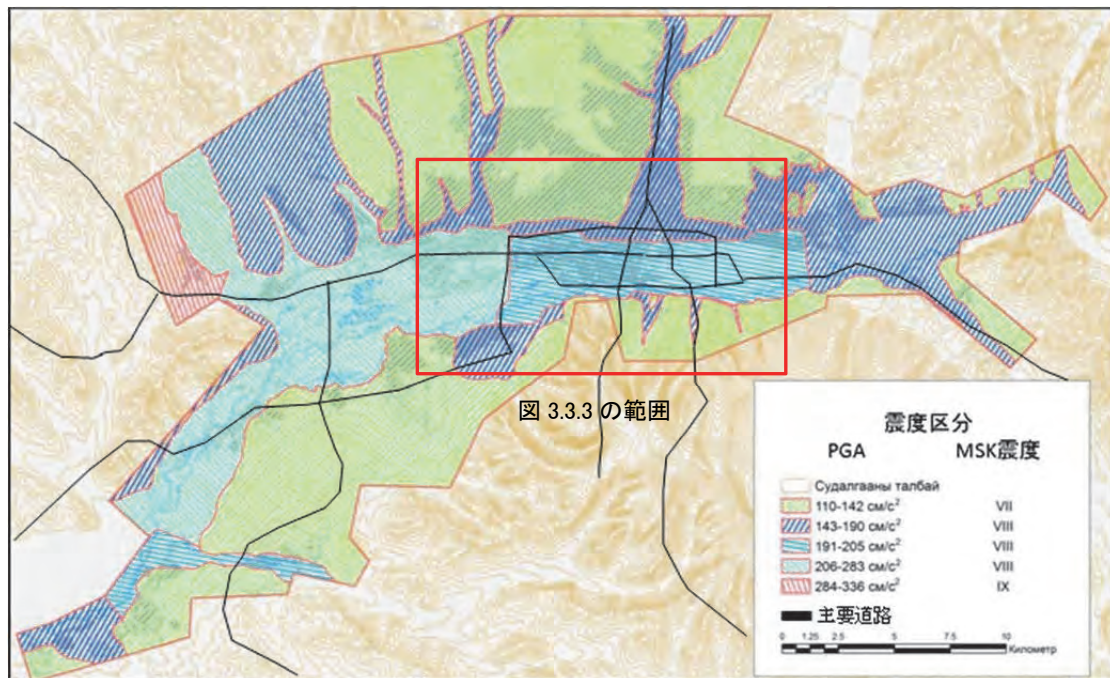 図 3.3.3 の範囲
震度区分
PGA MSK震度
Судалгааны талбай
110-142 см/с² VII
143-190 см/с² VIII
191-205 см/с² VIII
206-283 см/с² VIII
284-336 см/с² IX
主要道路
0 1.25 2.5 5 7.5 10
Километр